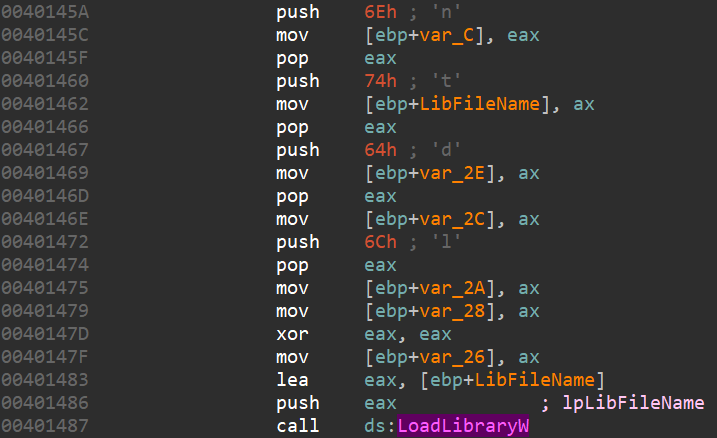 0040145A push 6Eh ; 'n'
0040145C mov [ebp+var_C], eax
0040145F pop eax
00401460 push 74h ; 't'
00401462 mov [ebp+LibFileName], ax
00401466 pop eax
00401467 push 64h ; 'd'
00401469 mov [ebp+var_2E], ax
0040146D pop eax
0040146E mov [ebp+var_2C], ax
00401472 push 6Ch ; 'l'
00401474 pop eax
00401475 mov [ebp+var_2A], ax
00401479 mov [ebp+var_28], ax
0040147D xor eax, eax
0040147F mov [ebp+var_26], ax
00401483 lea eax, [ebp+LibFileName]
00401486 push eax ; lpLibFileName
00401487 call ds:LoadLibraryW